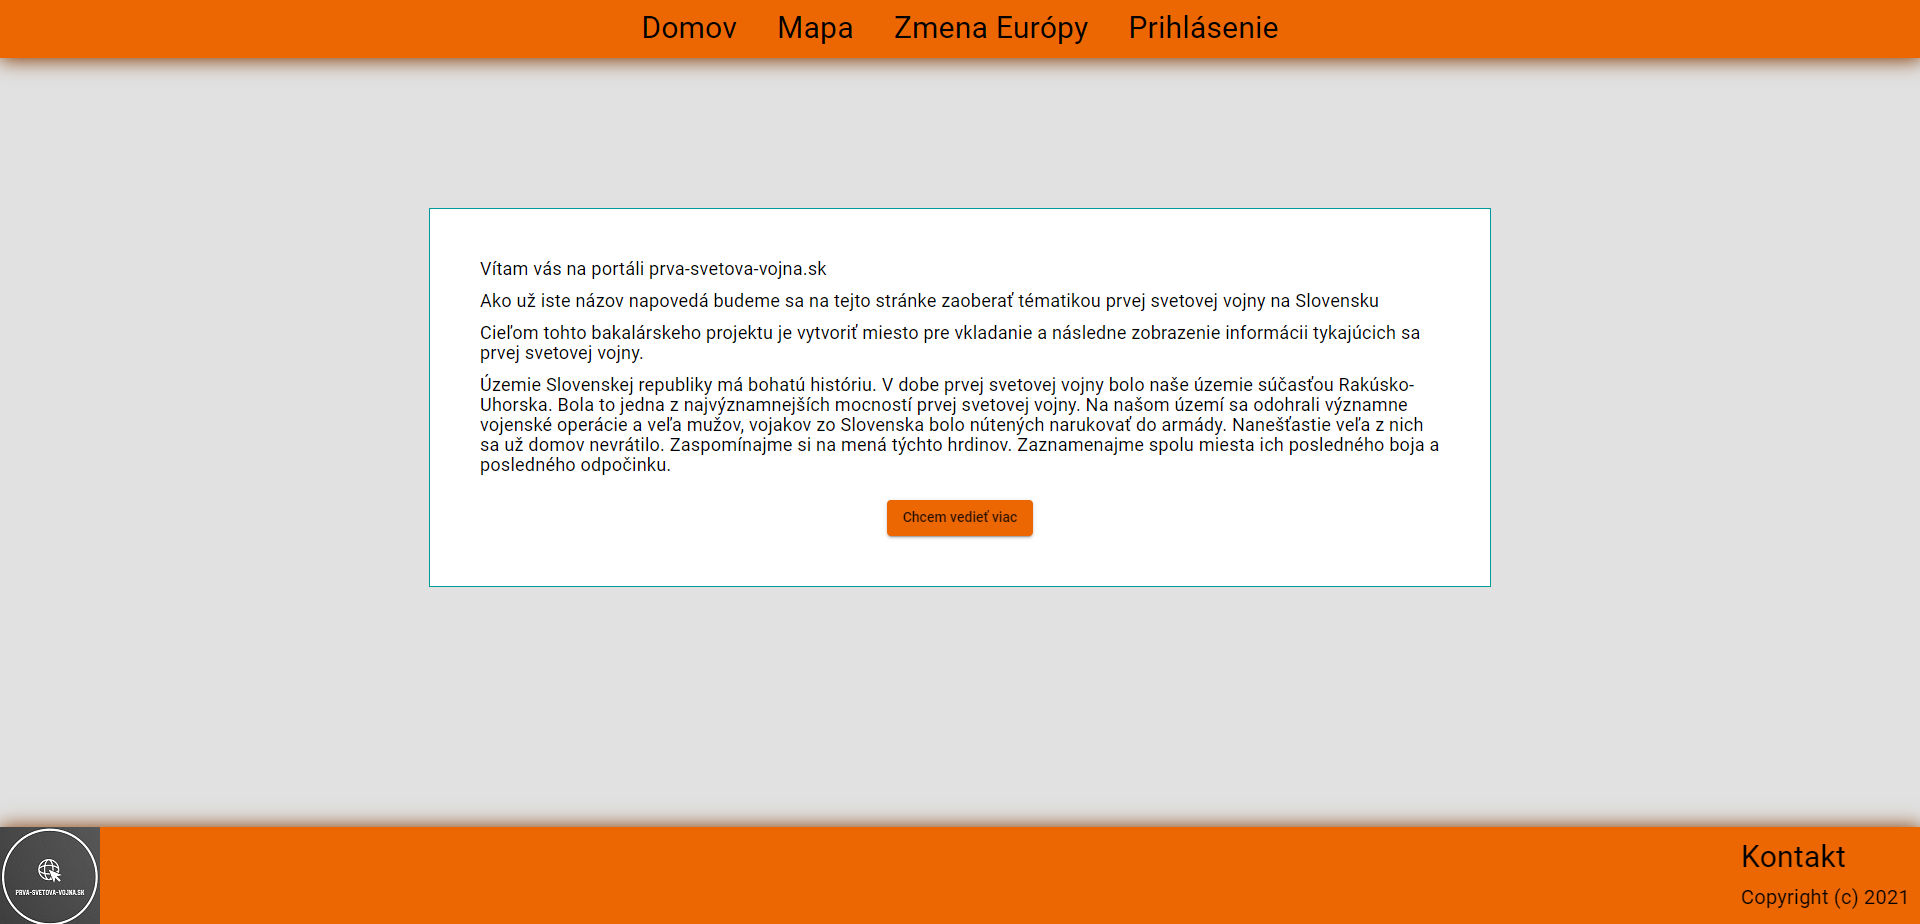 Domov Mapa Zmena Európy Prihlásenie
Vítam vás na portáli prva-svetova-vojna.sk
Ako už iste názov napovedá budeme sa na tejto stránke zaoberať tématikou prvej svetovej vojny na Slovensku
Cieľom tohto bakalárskeho projektu je vytvoriť miesto pre vkladanie a následne zobrazenie informácii tykajúcich sa
prvej svetovej vojny.
Územie Slovenskej republiky má bohatú históriu. V dobe prvej svetovej vojny bolo naše územie súčasťou Rakúsko-
Uhorska. Bola to jedna z najvýznamnejších mocností prvej svetovej vojny. Na našom území sa odohrali významne
vojenské operácie a veľa mužov, vojakov zo Slovenska bolo nútených narukovať do armády. Nanešťastie veľa z nich
sa už domov nevrátilo. Zaspomínajme si na mená týchto hrdinov. Zaznamenajme spolu miesta ich posledného boja a
posledného odpočinku.
Chcem vedieť viac
PRVA-SVETOVA-VOJNA.SK
Kontakt
Copyright (c) 2021